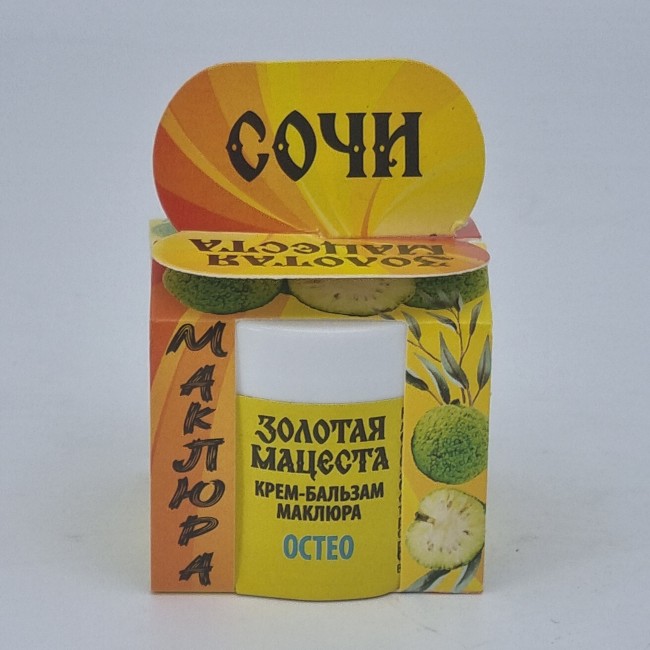 СОЧИ
ЗОЛОТАЯ
МАЦЕСТА
МАКЛЮРА
ЗОЛОТАЯ
МАЦЕСТА
КРЕМ-БАЛЬЗАМ
МАКЛЮРА
ОСТЕО